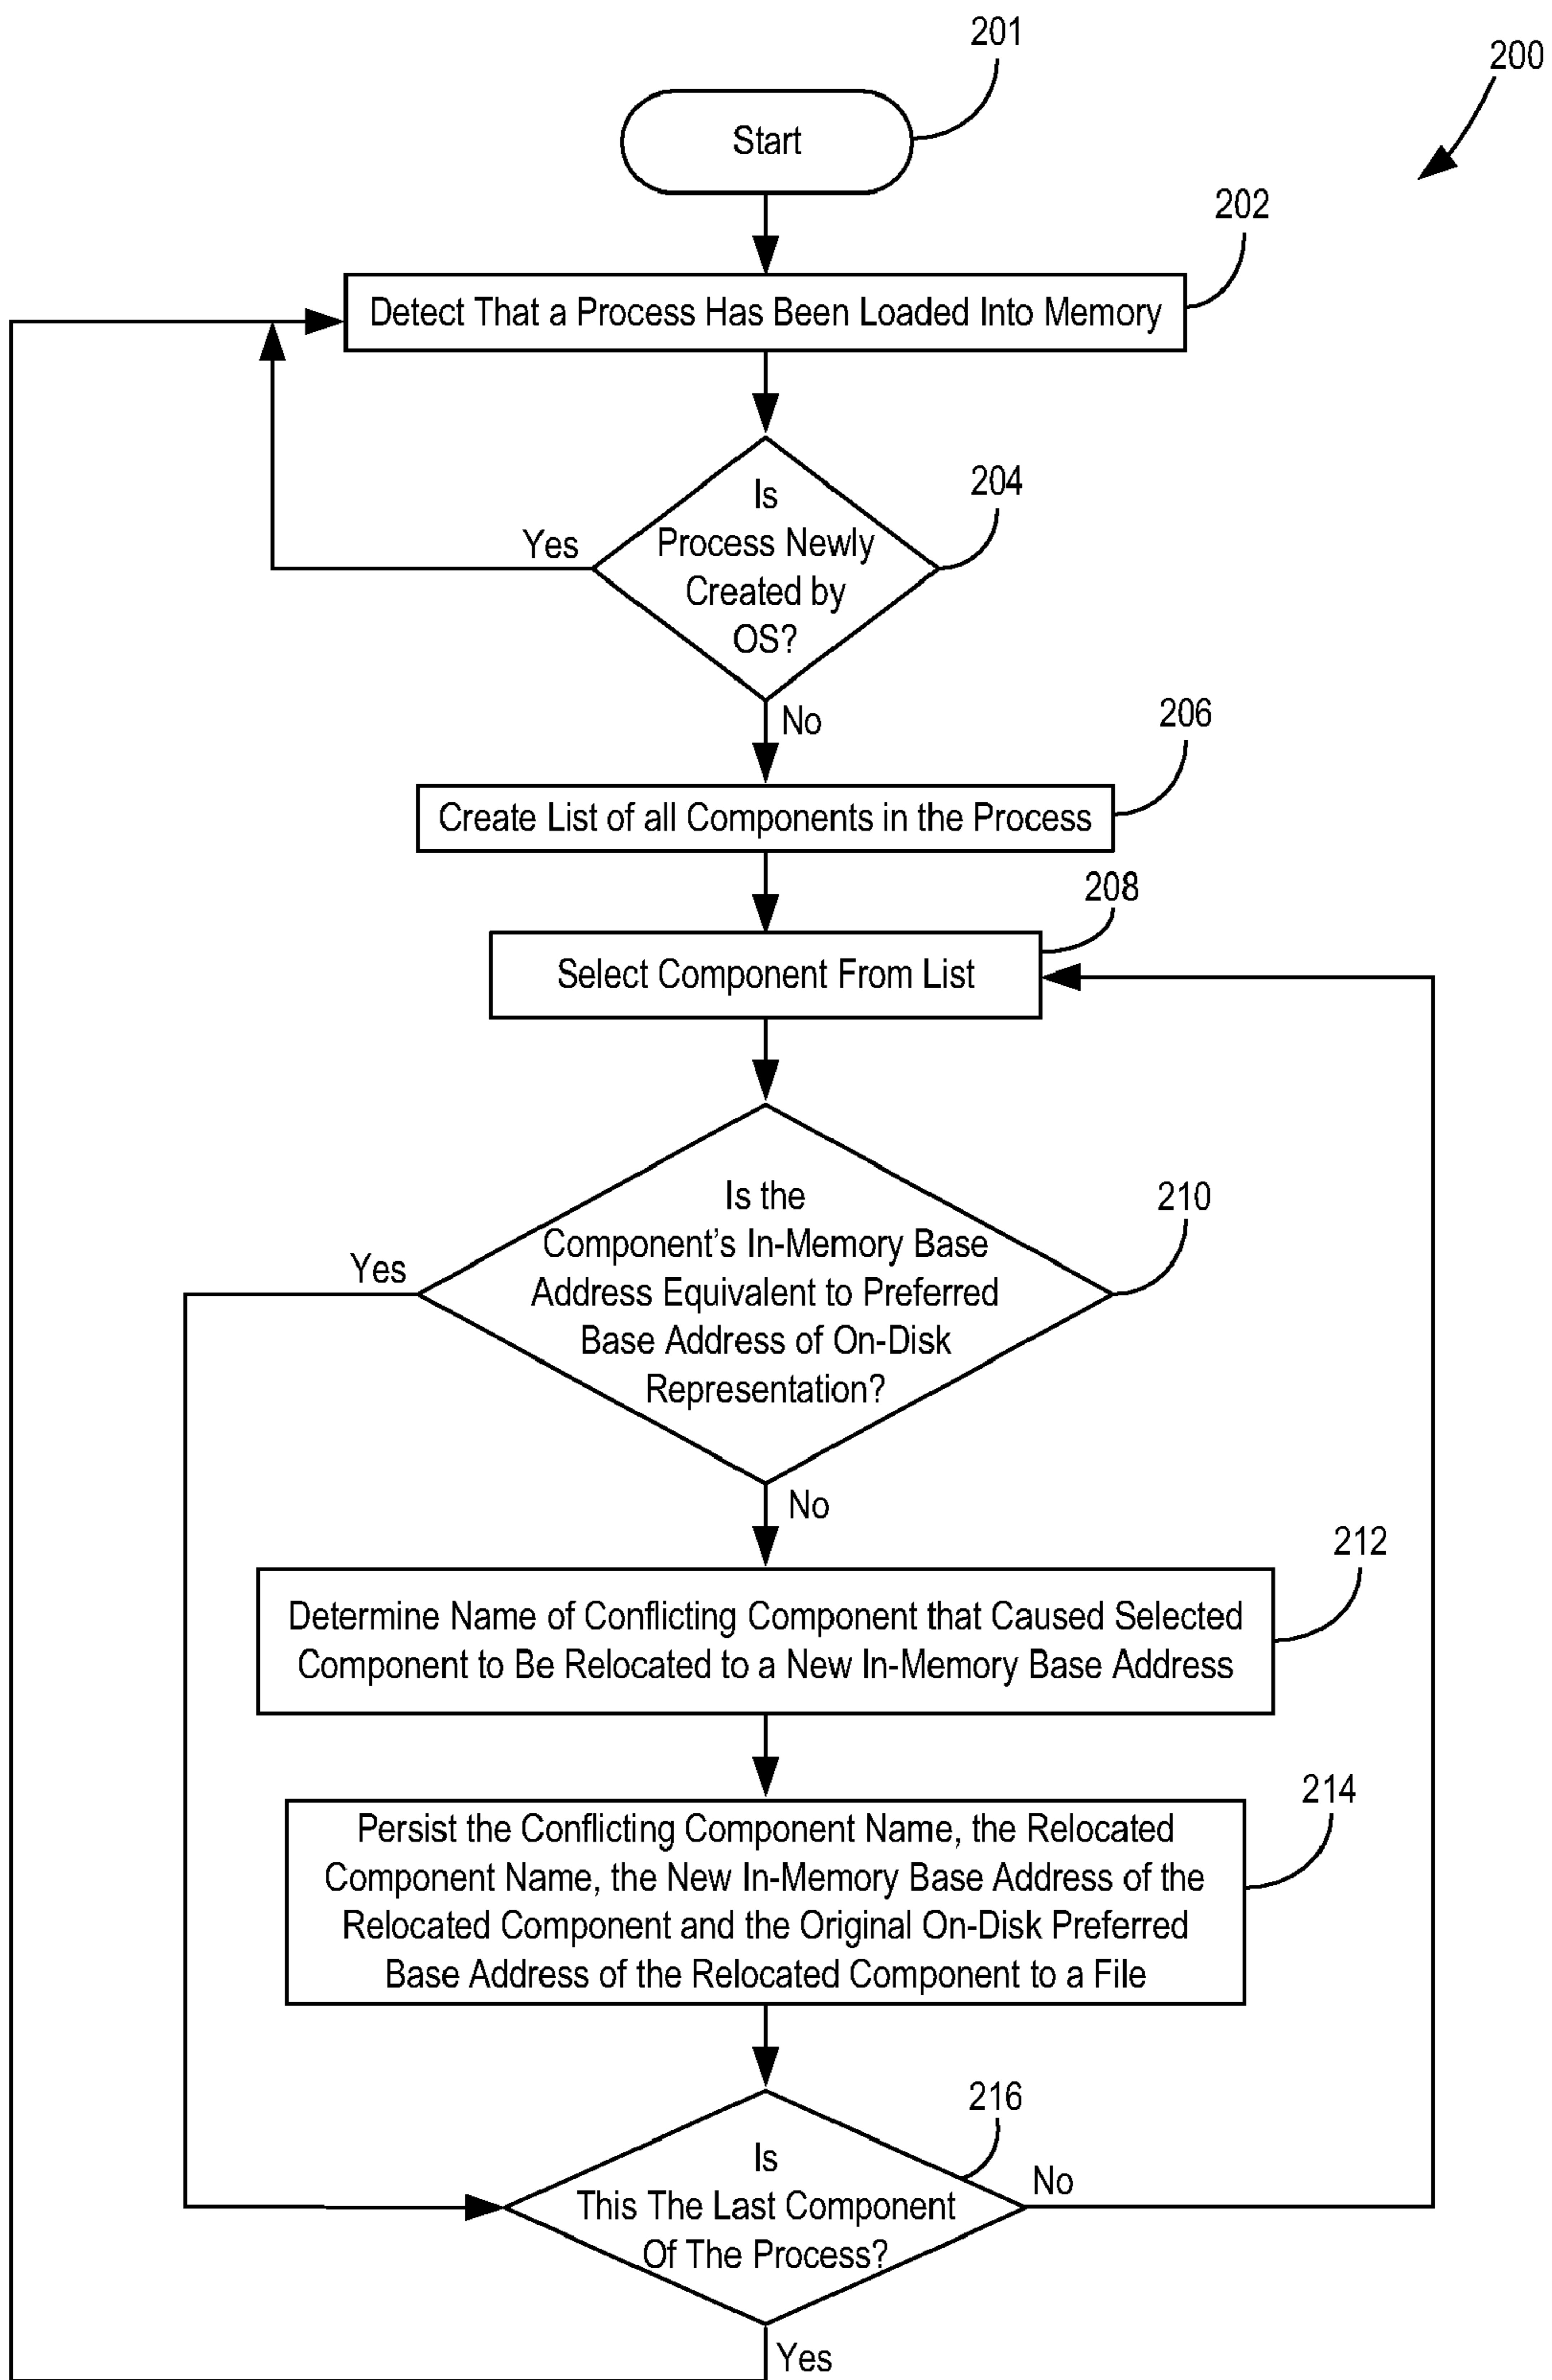 201
200
Start
202
Detect That a Process Has Been Loaded Into Memory
204
Is
Process Newly
Created by
OS?
Yes
No
206
Create List of all Components in the Process
208
Select Component From List
210
Is the
Component's In-Memory Base
Address Equivalent to Preferred
Base Address of On-Disk
Representation?
Yes
No
212
Determine Name of Conflicting Component that Caused Selected
Component to Be Relocated to a New In-Memory Base Address
214
Persist the Conflicting Component Name, the Relocated
Component Name, the New In-Memory Base Address of the
Relocated Component and the Original On-Disk Preferred
Base Address of the Relocated Component to a File
216
Is
This The Last Component
Of The Process?
No
Yes